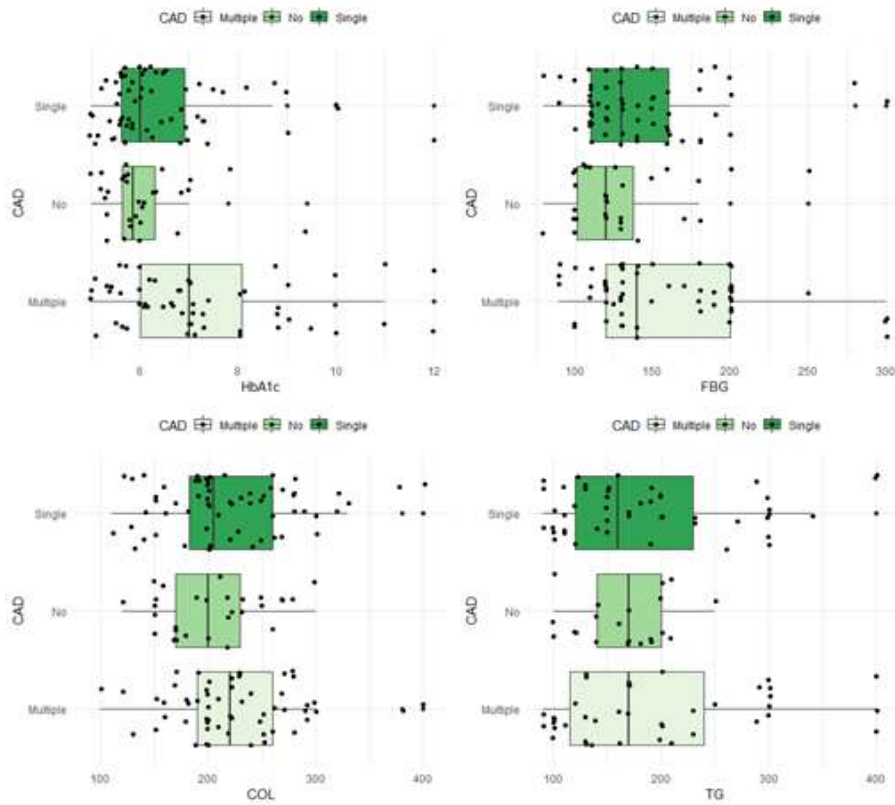 CAD Multiple No Single
CAD Multiple No Single
Single
No
Multiple
CAD
6 8 10 12
HbA1c
Single
No
Multiple
CAD
100 150 200 250 300
FBG
CAD Multiple No Single
CAD Multiple No Single
Single
No
Multiple
CAD
100 200 300 400
COL
Single
No
Multiple
CAD
100 200 300 400
TG